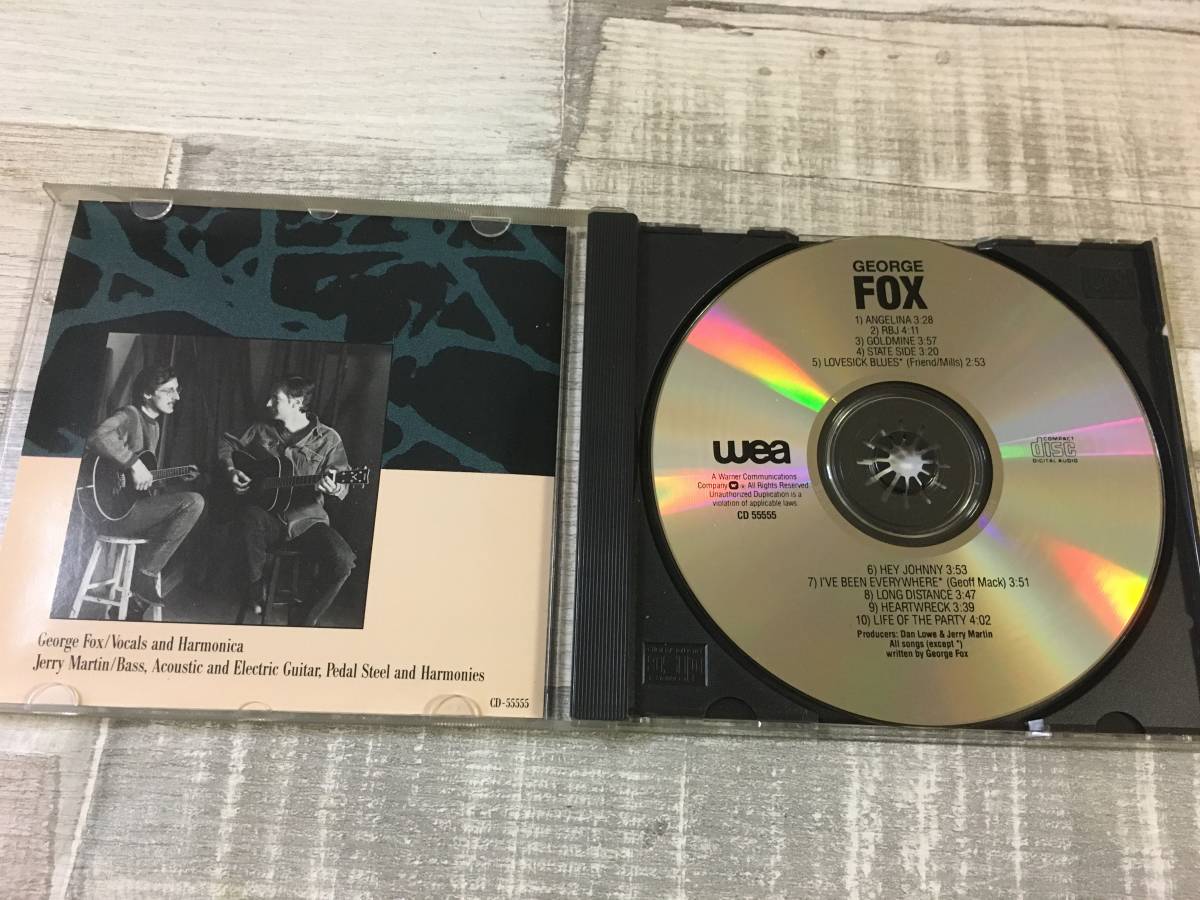 George Fox/Vocals and Harmonica
Jerry Martin/Bass, Acoustic and Electric Guitar, Pedal Steel and Harmonies
CD-55555
GEORGE
FOX
1) ANGELINA 3:28
2) RBJ 4:11
3) GOLDMINE 3:57
4) STATE SIDE 3:20
5) LOVESICK BLUES* (Friend/Mills) 2:53
wea
A Warner Communications
Company. All Rights Reserved.
Unauthorized Duplication is a
violation of applicable laws.
CD 55555
COMPACT
disc
DIGITAL AUDIO
6) HEY JOHNNY 3:53
7) I'VE BEEN EVERYWHERE* (Geoff Mack) 3:51
8) LONG DISTANCE 3:47
9) HEARTWRECK 3:39
10) LIFE OF THE PARTY 4:02
Producers: Dan Lowe & Jerry Martin
All songs (except *)
written by George Fox